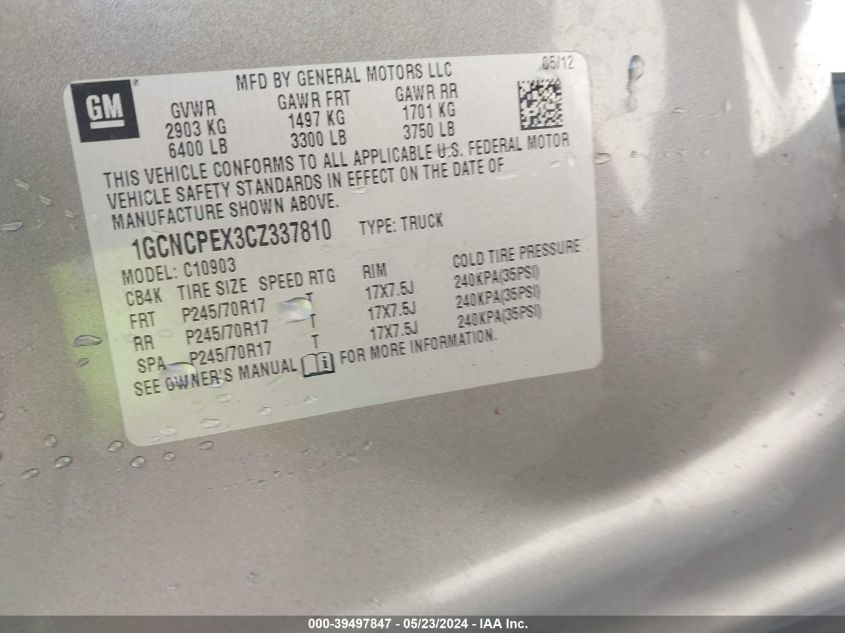 GM
MFD BY GENERAL MOTORS LLC
05/12
GVWR GAWR FRT GAWR RR
2903 KG 1497 KG 1701 KG
6400 LB 3300 LB 3750 LB
THIS VEHICLE CONFORMS TO ALL APPLICABLE U.S. FEDERAL MOTOR
VEHICLE SAFETY STANDARDS IN EFFECT ON THE DATE OF
MANUFACTURE SHOWN ABOVE.
1GCNCPEX3CZ337810 TYPE: TRUCK
MODEL: C10903
CB4K TIRE SIZE SPEED RTG RIM COLD TIRE PRESSURE
FRT P245/70R17 T 17X7.5J 240KPA(35PSI)
RR P245/70R17 T 17X7.5J 240KPA(35PSI)
SPA P245/70R17 T 17X7.5J 240KPA(35PSI)
SEE OWNER'S MANUAL i FOR MORE INFORMATION.
000-39497847 - 05/23/2024 - IAA Inc.